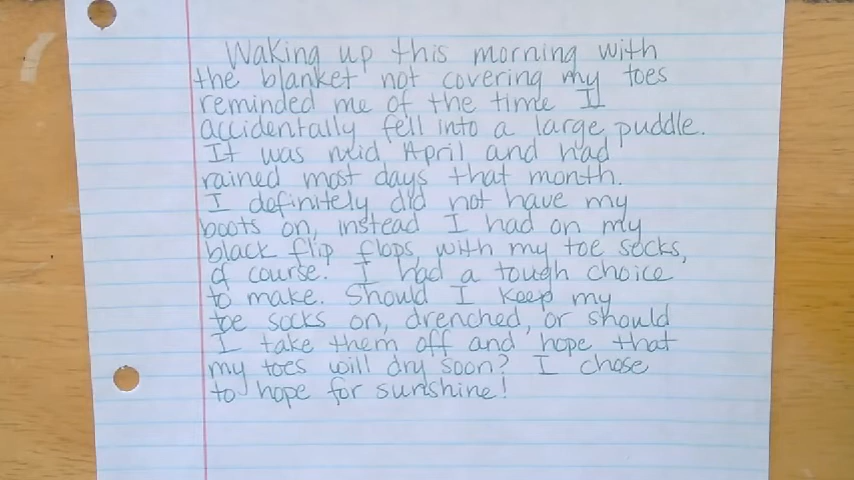 Waking up this morning with
the blanket not covering my toes
reminded me of the time I
accidentally fell into a large puddle.
It was mid April and had
rained most days that month.
I definitely did not have my
boots on, instead I had on my
black flip flops, with my toe socks,
of course. I had a tough choice
to make. Should I keep my
toe socks on, drenched, or should
I take them off and hope that
my toes will dry soon? I chose
to hope for sunshine!